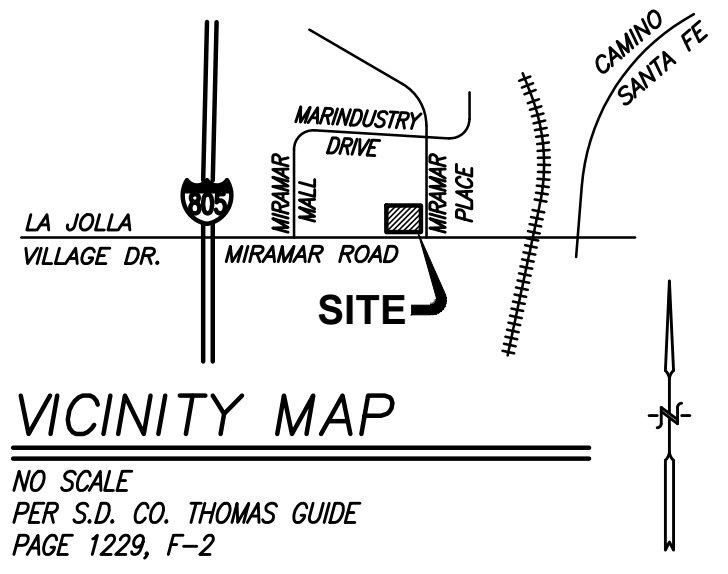 CAMINO
SANTA FE
MARINDUSTRY
DRIVE
MIRAMAR
MALL
MIRAMAR
PLACE
805
LA JOLLA
VILLAGE DR.
MIRAMAR ROAD
SITE
VICINITY MAP
N
NO SCALE
PER S.D. CO. THOMAS GUIDE
PAGE 1229, F-2